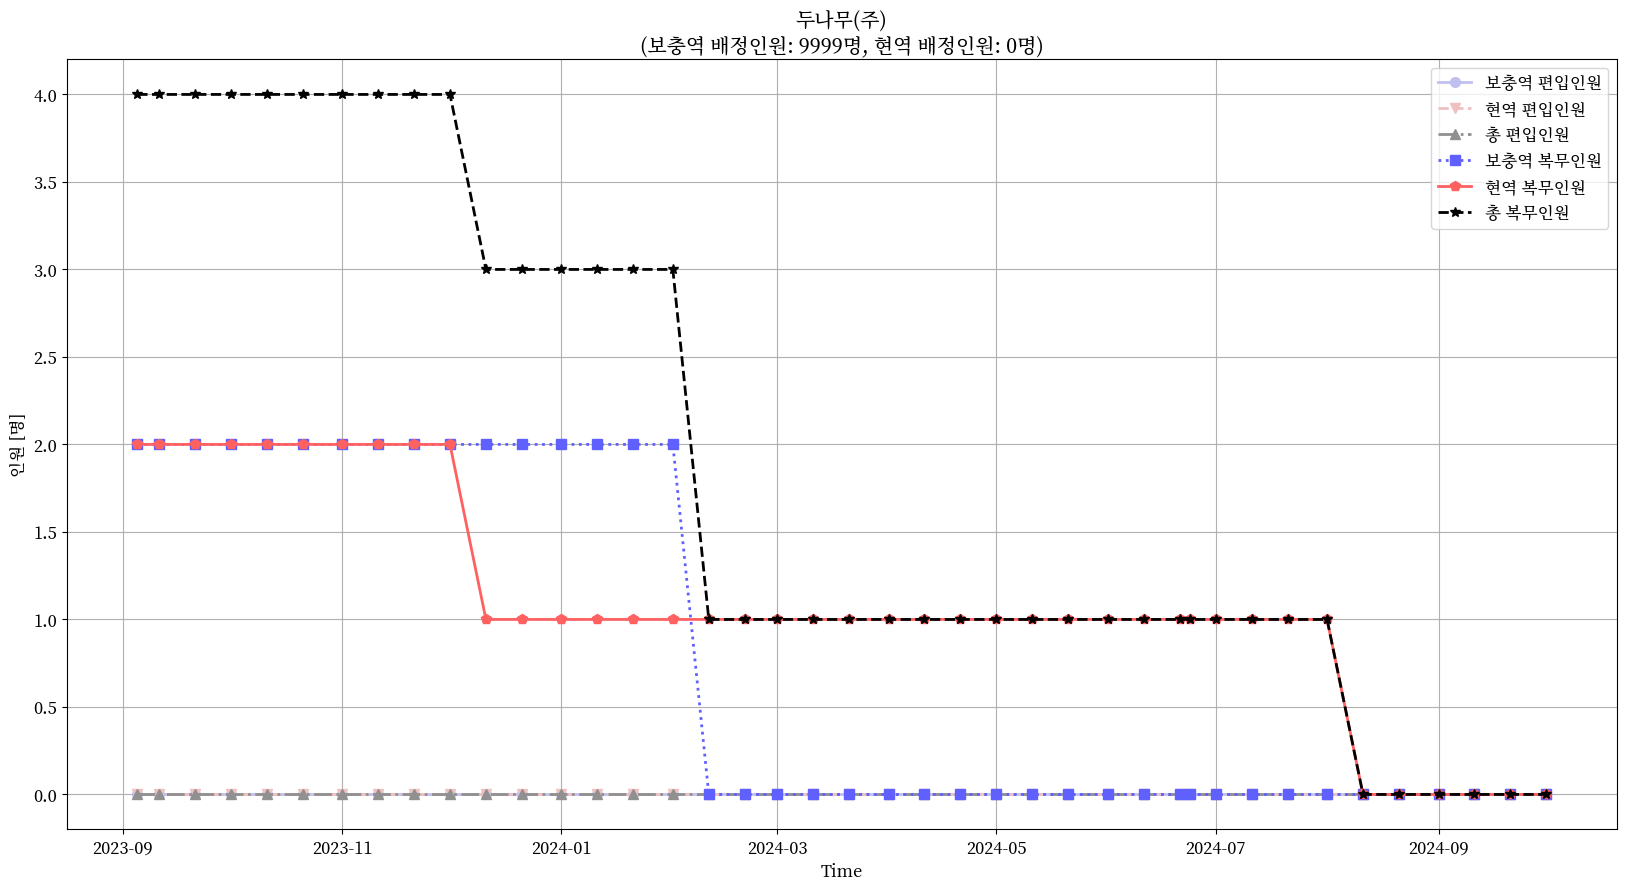 두나무(주)
(보충역 배정인원: 9999명, 현역 배정인원: 0명)
보충역 편입인원
현역 편입인원
총 편입인원
보충역 복무인원
현역 복무인원
총 복무인원
인원 [명]
4.0
3.5
3.0
2.5
2.0
1.5
1.0
0.5
0.0
2023-09 2023-11 2024-01 2024-03 2024-05 2024-07 2024-09
Time